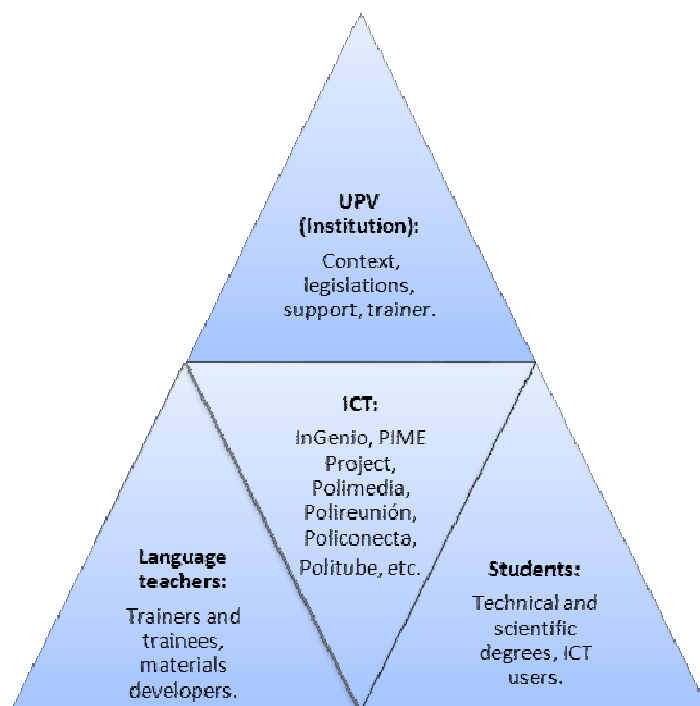 UPV
(Institution):
Context,
legislations,
support, trainer.
ICT:
InGenio, PIME
Project,
Polimedia,
Polireunión,
Policonecta,
Politube, etc.
Language
teachers:
Trainers and
trainees,
materials
developers.
Students:
Technical and
scientific
degrees, ICT
users.